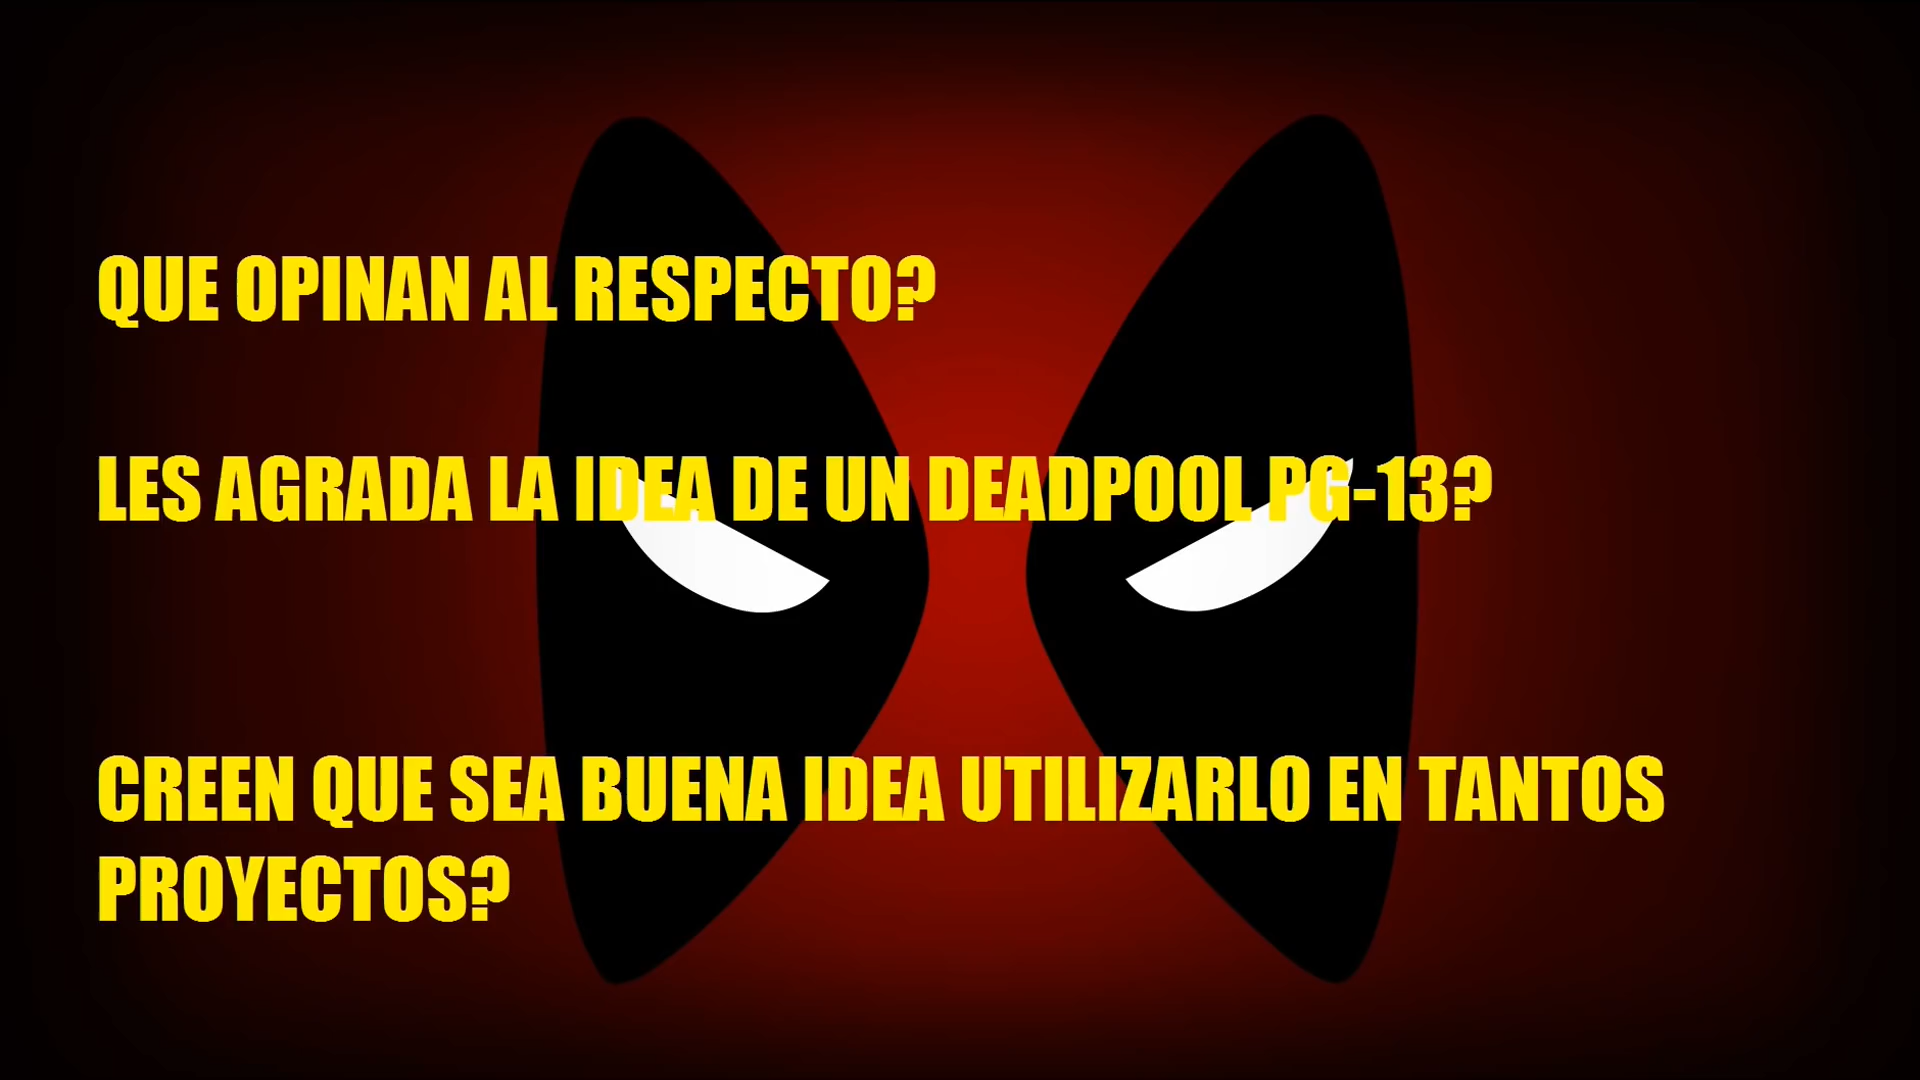 QUE OPINAN AL RESPECTO?
LES AGRADA LA IDEA DE UN DEADPOOL PG-13?
CREEN QUE SEA BUENA IDEA UTILIZARLO EN TANTOS
PROYECTOS?